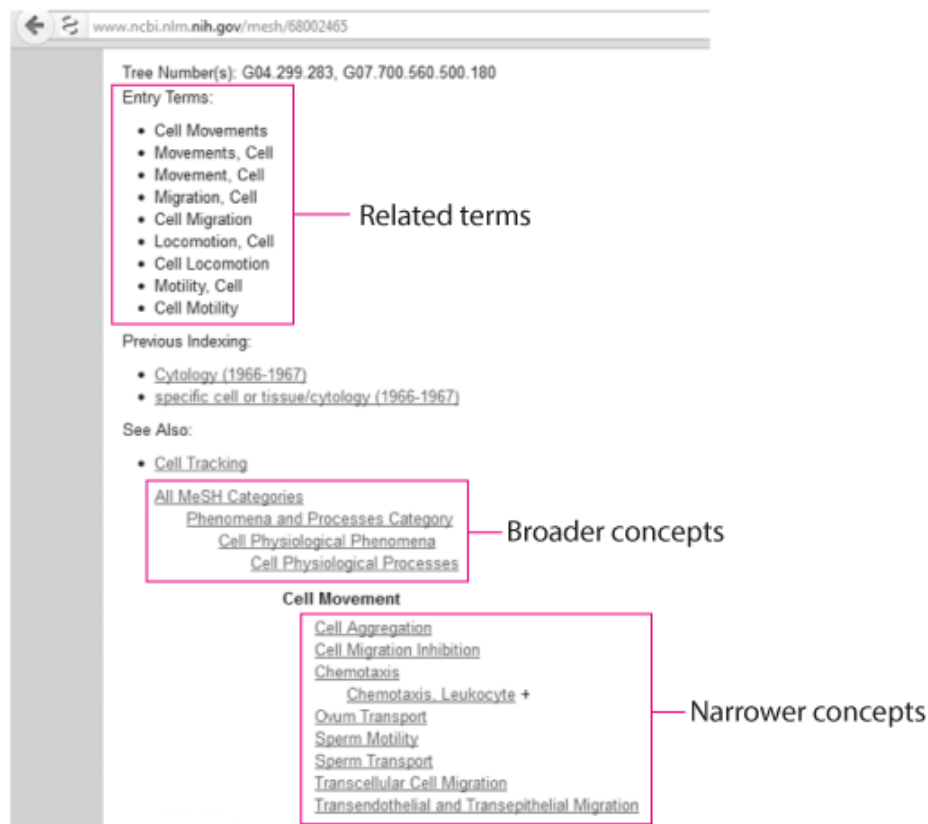 www.ncbi.nlm.nih.gov/mesh/68002465
Tree Number(s): G04.299.283, G07.700.560.500.180
Entry Terms:
• Cell Movements
• Movements, Cell
• Movement, Cell
• Migration, Cell
• Cell Migration
• Locomotion, Cell
• Cell Locomotion
• Motility, Cell
• Cell Motility
Related terms
Previous Indexing:
• Cytology (1966-1967)
• specific cell or tissue/cytology (1966-1967)
See Also:
• Cell Tracking
All MeSH Categories
Phenomena and Processes Category
Cell Physiological Phenomena
Cell Physiological Processes
Broader concepts
Cell Movement
Cell Aggregation
Cell Migration Inhibition
Chemotaxis
Chemotaxis, Leukocyte +
Ovum Transport
Sperm Motility
Sperm Transport
Transcellular Cell Migration
Transendothelial and Transepithelial Migration
Narrower concepts